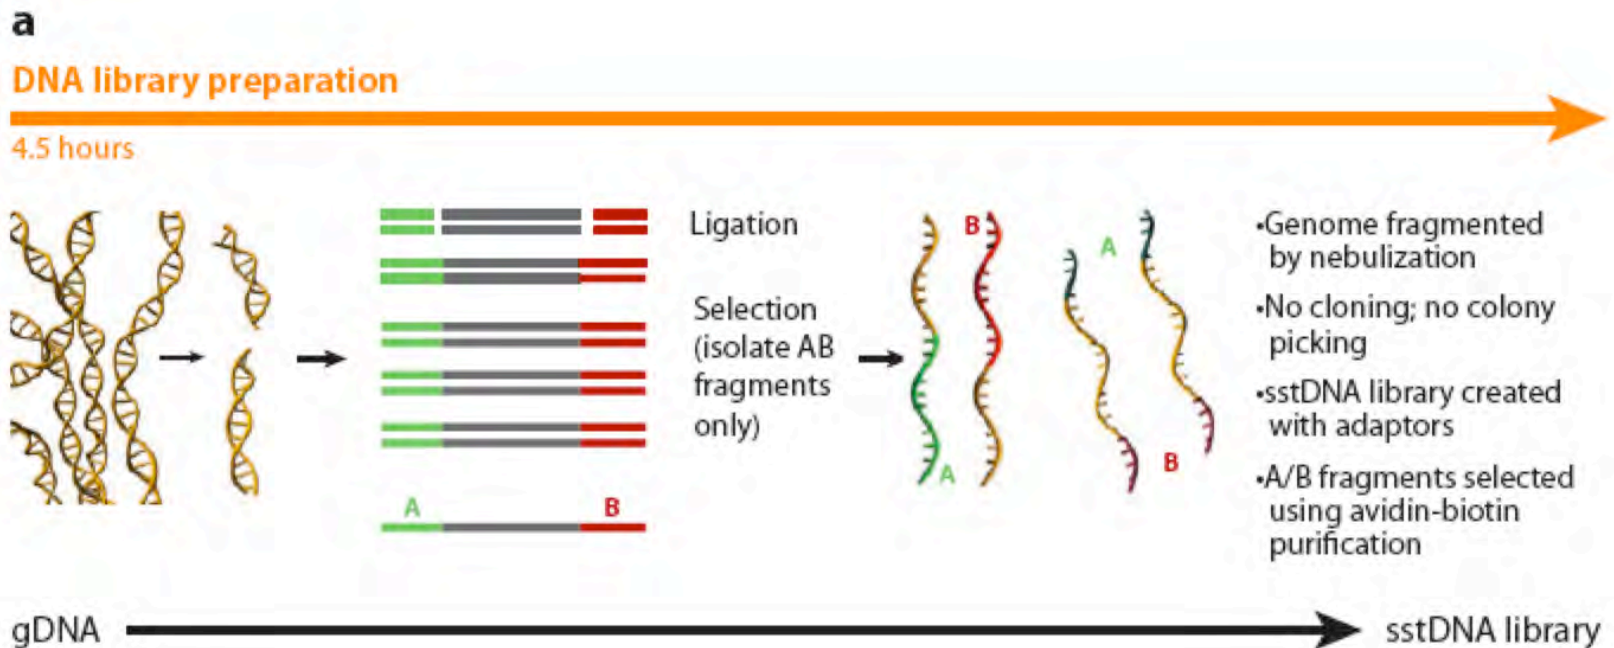 a
DNA library preparation
4.5 hours
Ligation
Selection
(isolate AB
fragments
only)
A
B
B
A
A
B
•Genome fragmented
by nebulization
•No cloning; no colony
picking
•sstDNA library created
with adaptors
•A/B fragments selected
using avidin-biotin
purification
gDNA
sstDNA library